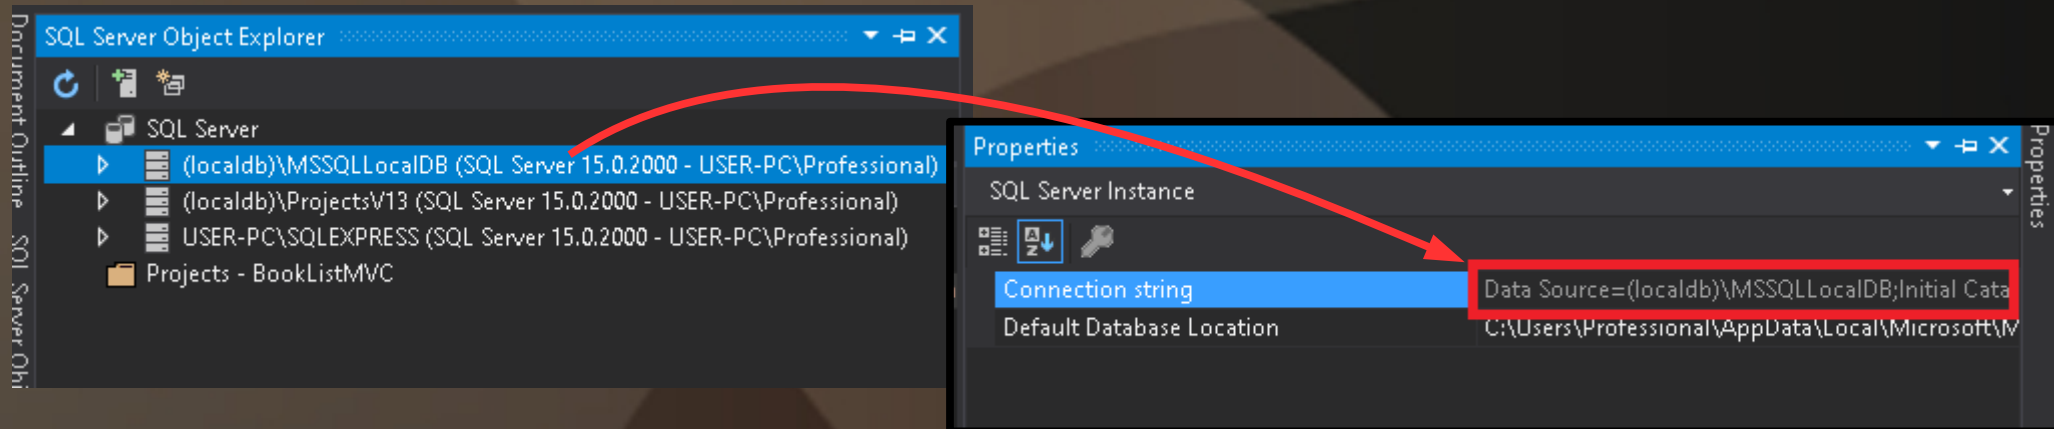 Document Outline
SQL Server Obj
SQL Server Object Explorer
SQL Server
(localdb)\MSSQLLocalDB (SQL Server 15.0.2000 - USER-PC\Professional)
(localdb)\ProjectsV13 (SQL Server 15.0.2000 - USER-PC\Professional)
USER-PC\SQLEXPRESS (SQL Server 15.0.2000 - USER-PC\Professional)
Projects - BookListMVC
Properties
SQL Server Instance
Connection string
Data Source=(localdb)\MSSQLLocalDB;Initial Cata
Default Database Location
C:\Users\Professional\AppData\Local\Microsoft\M
Properties